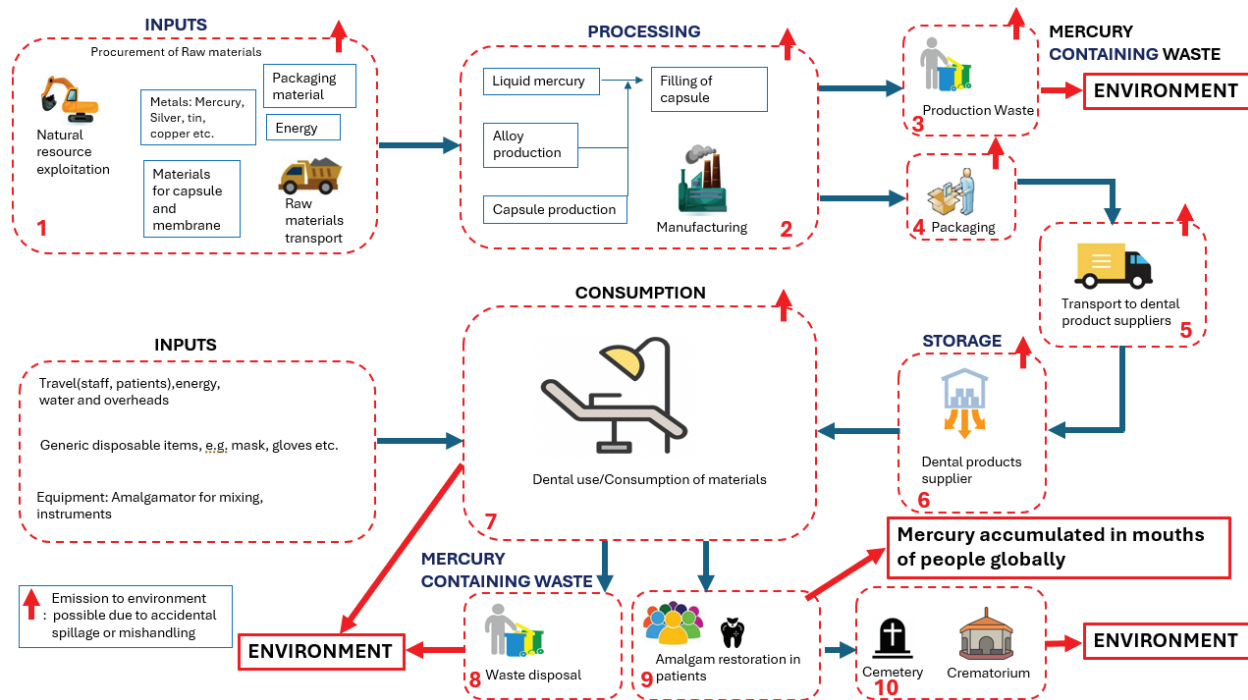 INPUTS
Procurement of Raw materials
Natural
resource
exploitation
Metals: Mercury,
Silver, tin,
copper etc.
Packaging
material
Energy
Materials
for capsule
and
membrane
Raw
materials
transport
1
PROCESSING
Liquid mercury
Filling of
capsule
Alloy
production
Capsule production
Manufacturing
2
MERCURY
CONTAINING WASTE
Production Waste
3
ENVIRONMENT
4
Packaging
Transport to dental
product suppliers
5
STORAGE
Dental products
supplier
6
CONSUMPTION
Dental use/Consumption of materials
7
INPUTS
Travel(staff, patients),energy,
water and overheads
Generic disposable items, e.g. mask, gloves etc.
Equipment: Amalgamator for mixing,
instruments
Emission to environment
: possible due to accidental
spillage or mishandling
ENVIRONMENT
MERCURY
CONTAINING WASTE
Waste disposal
8
Amalgam restoration in
patients
9
Mercury accumulated in mouths
of people globally
Cemetery
Crematorium
10
ENVIRONMENT